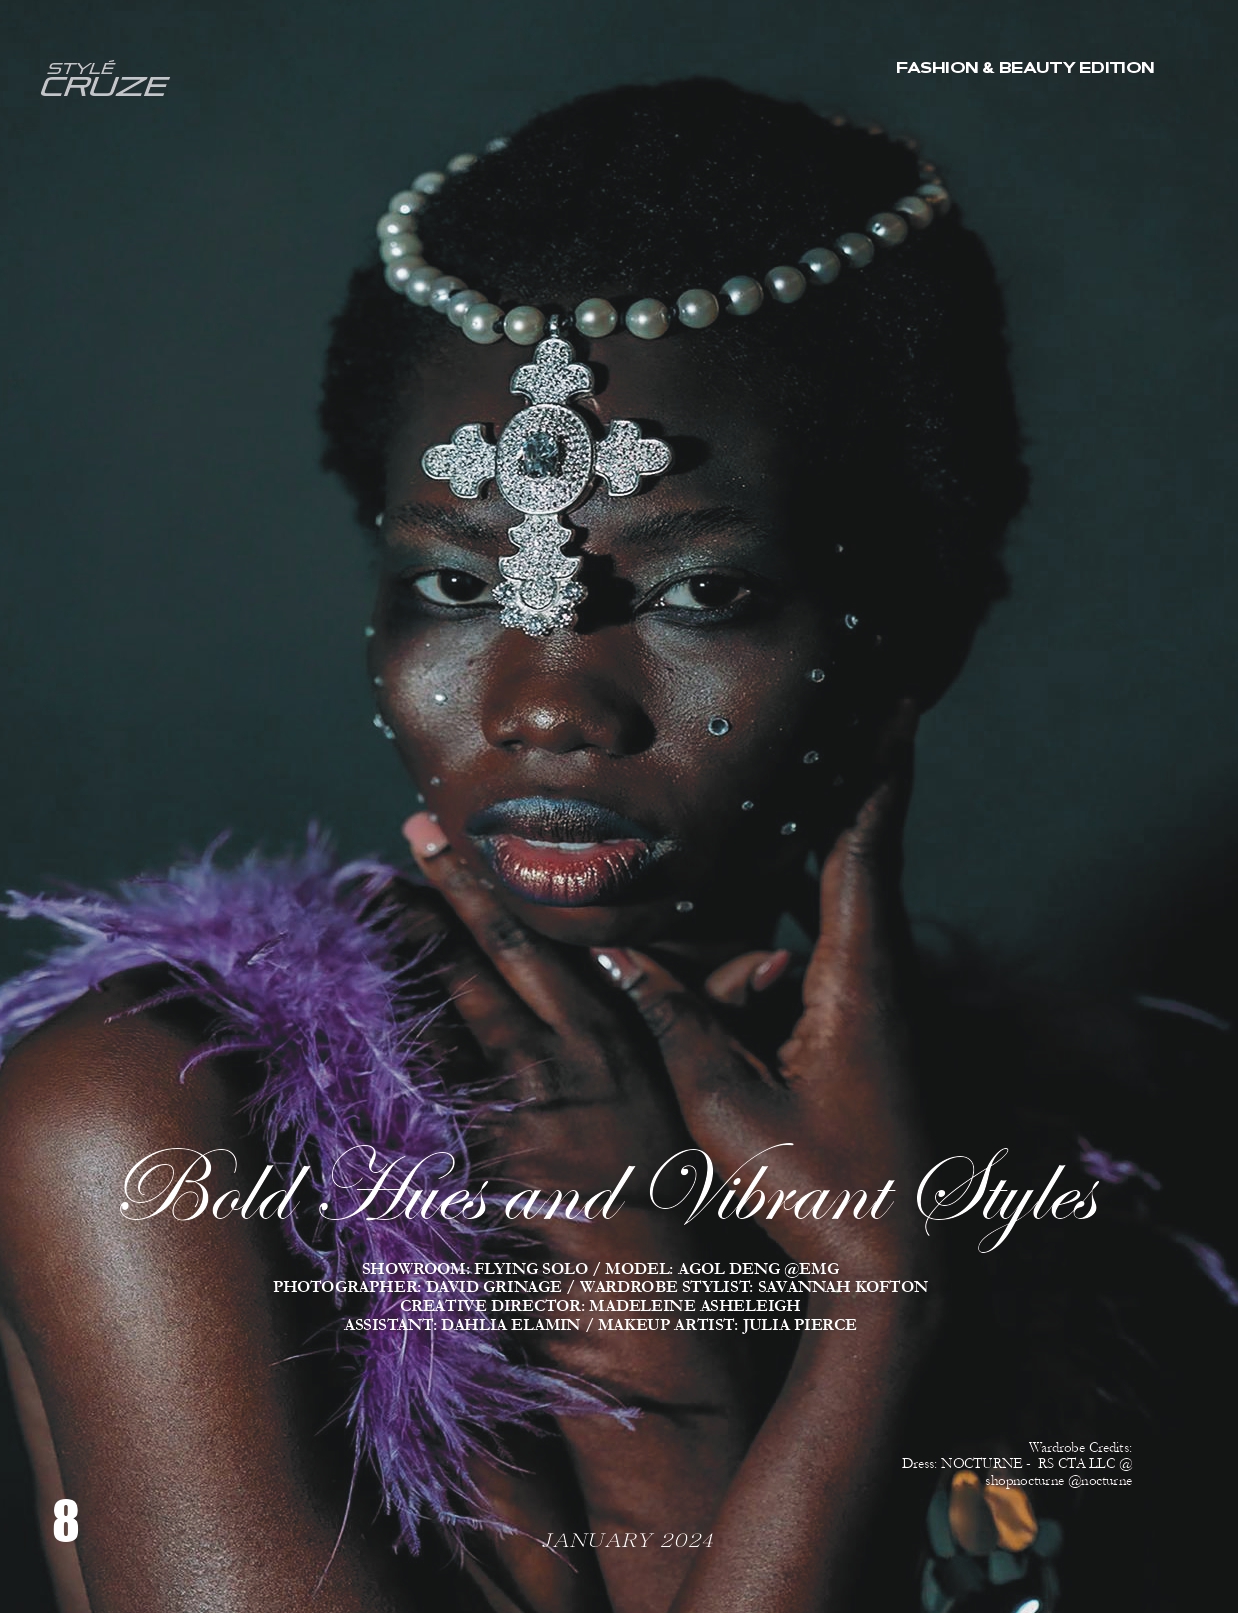 STYLÉ
CRUZE
FASHION & BEAUTY EDITION
Bold Hues and Vibrant Styles
SHOWROOM: FLYING SOLO / MODEL: AGOL DENG @EMG
PHOTOGRAPHER: DAVID GRINAGE / WARDROBE STYLIST: SAVANNAH KOFTON
CREATIVE DIRECTOR: MADELEINE ASHELEIGH
ASSISTANT: DAHLIA ELAMIN / MAKEUP ARTIST: JULIA PIERCE
Wardrobe Credits:
Dress: NOCTURNE - RS CTA LLC @
shopnocturne @nocturne
8
JANUARY 2024